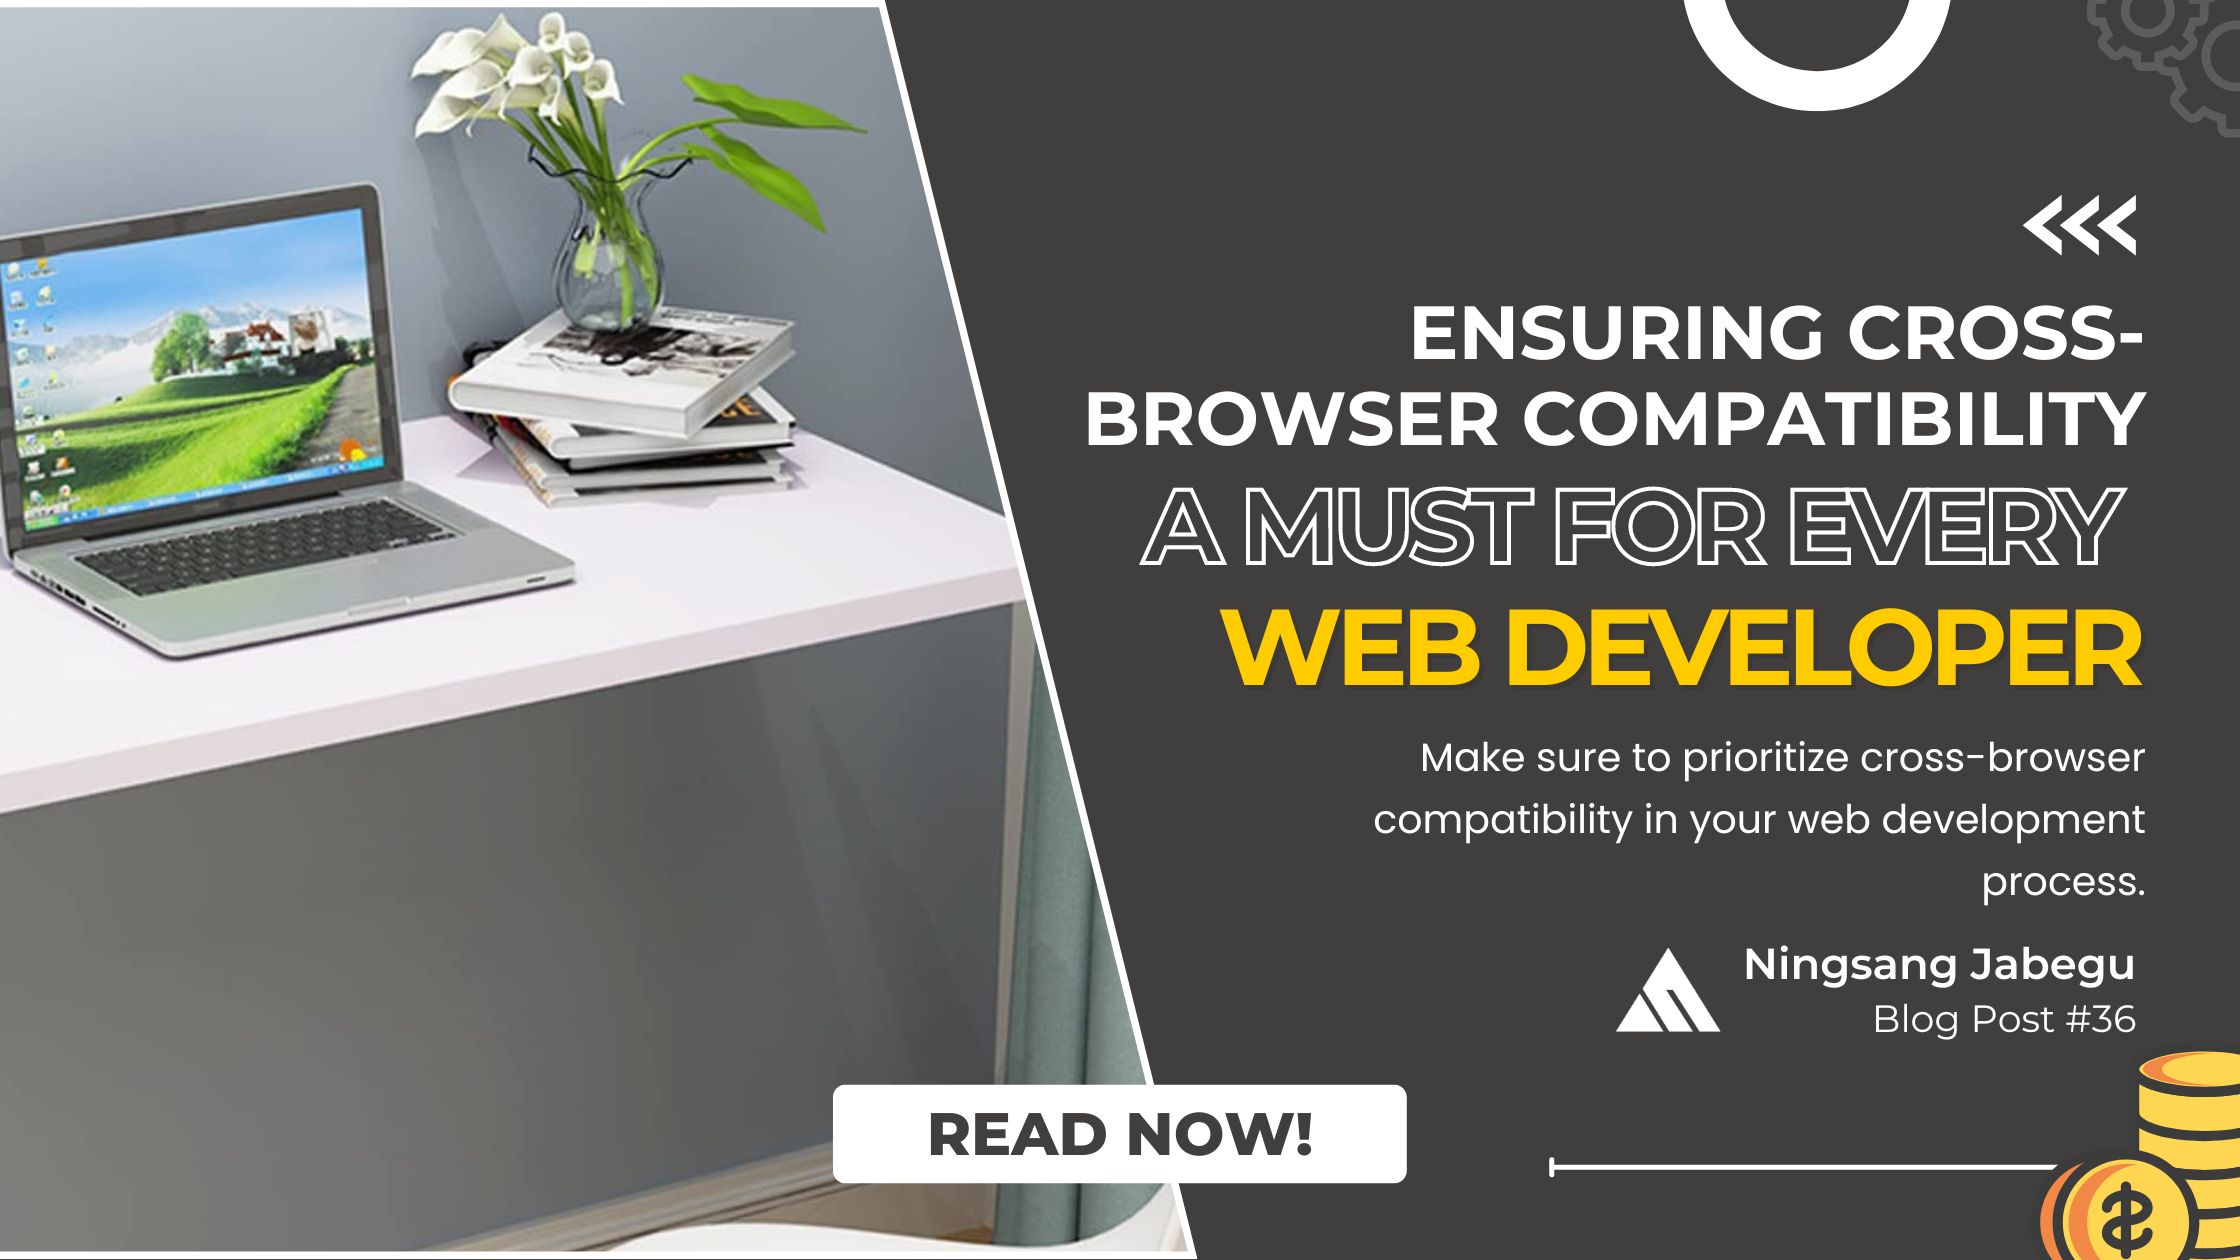 ENSURING CROSS-
BROWSER COMPATIBILITY
A MUST FOR EVERY
WEB DEVELOPER
Make sure to prioritize cross-browser
compatibility in your web development
process.
Ningsang Jabegu
Blog Post #36
READ NOW!